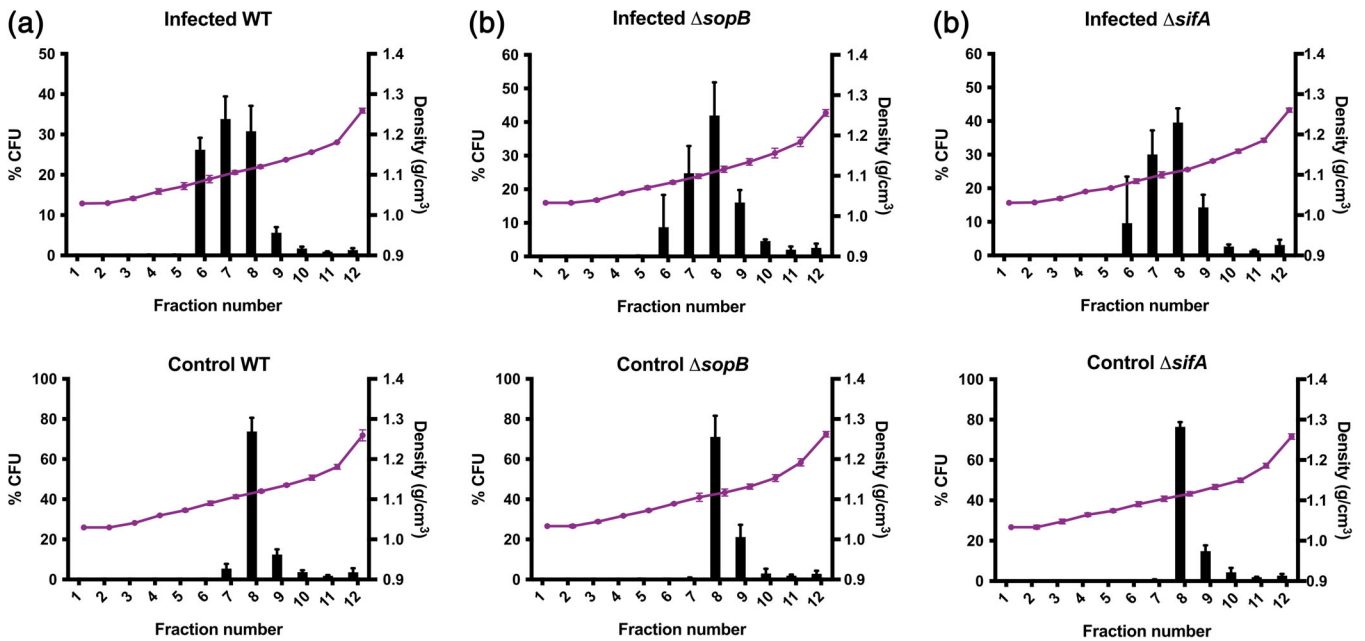 (a)
Infected WT
50
40
30
20
10
0
% CFU
1.4
1.3
1.2
1.1
1.0
0.9
Density (g/cm³)
1 2 3 4 5 6 7 8 9 10 11 12
Fraction number
(b)
Infected ΔsopB
60
50
40
30
20
10
0
% CFU
1.4
1.3
1.2
1.1
1.0
0.9
Density (g/cm³)
1 2 3 4 5 6 7 8 9 10 11 12
Fraction number
(b)
Infected ΔsifA
60
50
40
30
20
10
0
% CFU
1.4
1.3
1.2
1.1
1.0
0.9
Density (g/cm³)
1 2 3 4 5 6 7 8 9 10 11 12
Fraction number
Control WT
100
80
60
40
20
0
% CFU
1.4
1.3
1.2
1.1
1.0
0.9
Density (g/cm³)
1 2 3 4 5 6 7 8 9 10 11 12
Fraction number
Control ΔsopB
100
80
60
40
20
0
% CFU
1.4
1.3
1.2
1.1
1.0
0.9
Density (g/cm³)
1 2 3 4 5 6 7 8 9 10 11 12
Fraction number
Control ΔsifA
100
80
60
40
20
0
% CFU
1.4
1.3
1.2
1.1
1.0
0.9
Density (g/cm³)
1 2 3 4 5 6 7 8 9 10 11 12
Fraction number